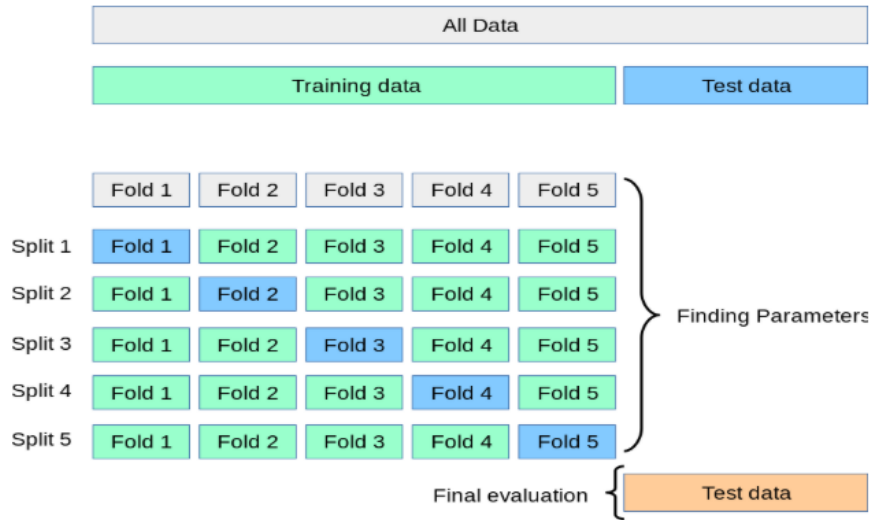 All Data
Training data Test data
Fold 1 Fold 2 Fold 3 Fold 4 Fold 5
Split 1 Fold 1 Fold 2 Fold 3 Fold 4 Fold 5
Split 2 Fold 1 Fold 2 Fold 3 Fold 4 Fold 5
Finding Parameters
Split 3 Fold 1 Fold 2 Fold 3 Fold 4 Fold 5
Split 4 Fold 1 Fold 2 Fold 3 Fold 4 Fold 5
Split 5 Fold 1 Fold 2 Fold 3 Fold 4 Fold 5
Final evaluation Test data